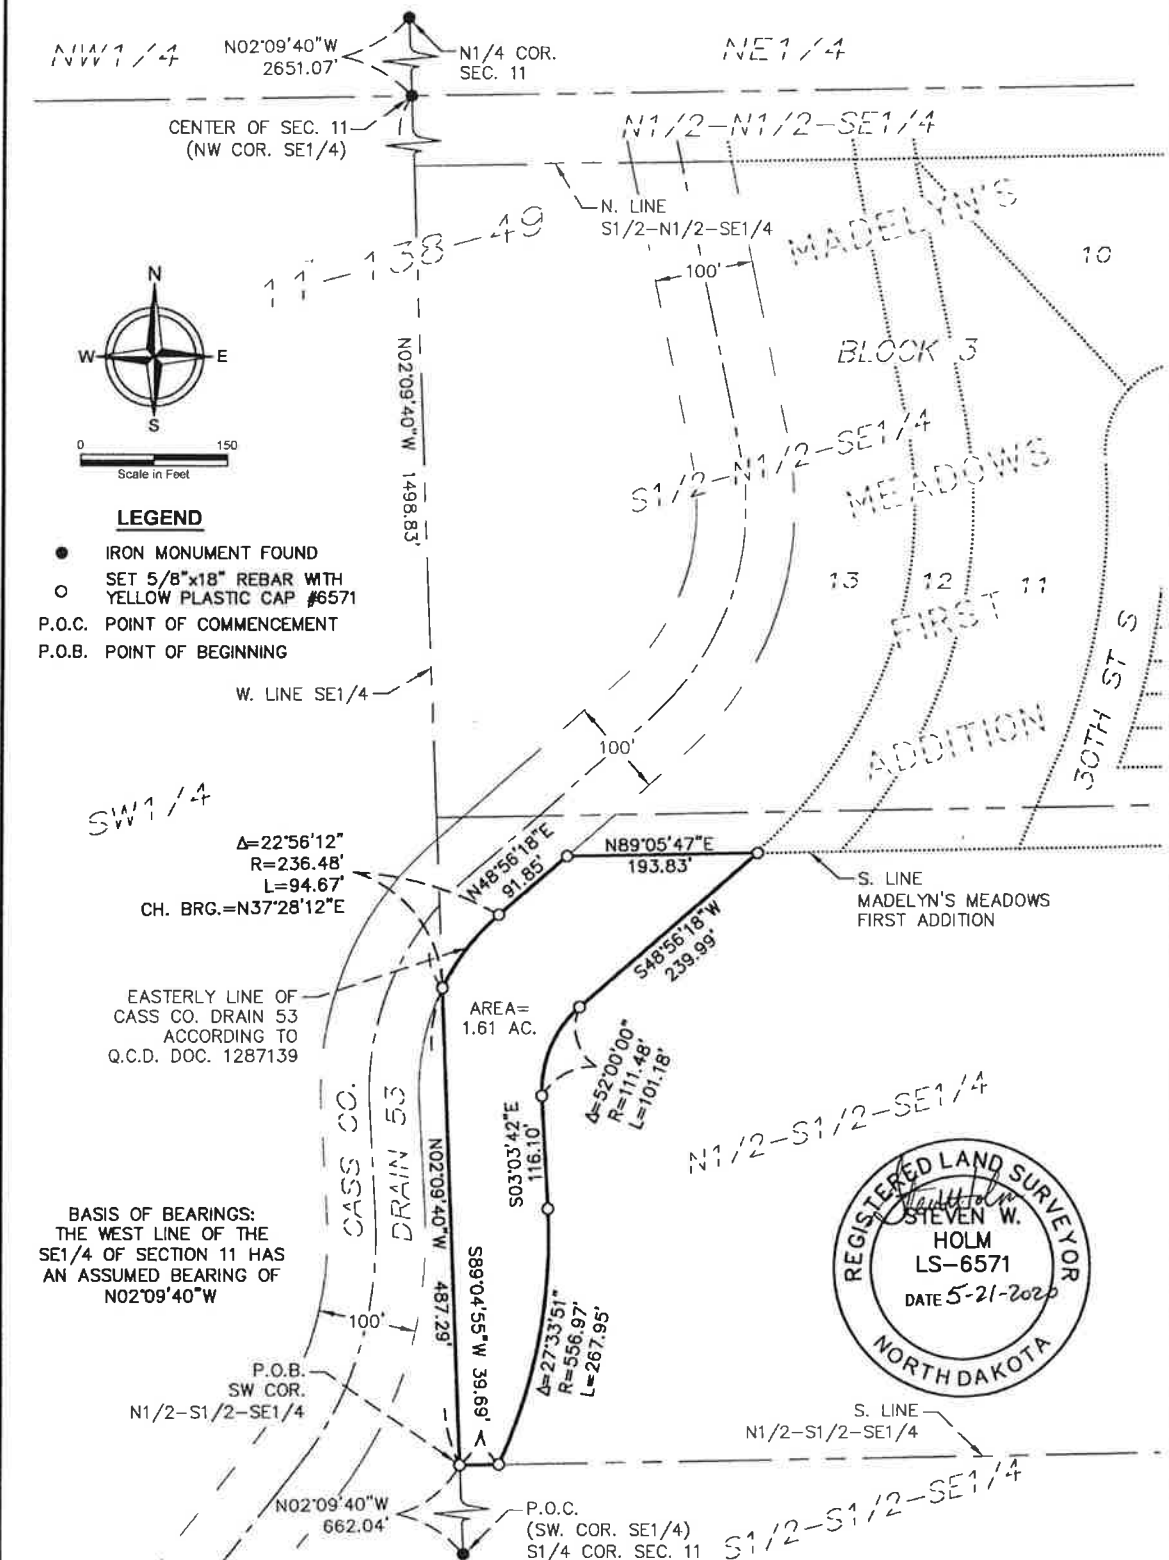 NW1/4
N02°09'40"W
2651.07'
N1/4 COR.
SEC. 11
NE1/4
CENTER OF SEC. 11
(NW COR. SE1/4)
N1/2-N1/2-SE1/4
N. LINE
S1/2-N1/2-SE1/4
11-138-49
MADELYN'S
10
100'
N
W
E
S
BLOCK 3
0
150
Scale in Feet
N02°09'40"W 1498.83'
S1/2-N1/2-SE1/4
MEADOWS
LEGEND
IRON MONUMENT FOUND
SET 5/8"x18" REBAR WITH
YELLOW PLASTIC CAP #6571
P.O.C. POINT OF COMMENCEMENT
P.O.B. POINT OF BEGINNING
13
12
11
FIRST
30TH ST S
W. LINE SE1/4
100'
ADDITION
SW1/4
Δ=22°56'12"
R=236.48'
L=94.67'
CH. BRG.=N37°28'12"E
N48°56'18"E
91.85'
N89°05'47"E
193.83'
S. LINE
MADELYN'S MEADOWS
FIRST ADDITION
S48°56'18"W
239.99'
EASTERLY LINE OF
CASS CO. DRAIN 53
ACCORDING TO
Q.C.D. DOC. 1287139
AREA=
1.61 AC.
Δ=52°00'00"
R=111.48'
L=101.18'
CASS CO.
DRAIN 53
N02°09'40"W 487.29'
S03°03'42"E
116.10'
N1/2-S1/2-SE1/4
BASIS OF BEARINGS:
THE WEST LINE OF THE
SE1/4 OF SECTION 11 HAS
AN ASSUMED BEARING OF
N02°09'40"W
REGISTERED LAND SURVEYOR
STEVEN W.
HOLM
LS-6571
DATE 5-21-2020
NORTH DAKOTA
100'
S89°04'55"W 39.69'
Δ=27°33'51"
R=556.97'
L=267.95'
P.O.B.
SW COR.
N1/2-S1/2-SE1/4
S. LINE
N1/2-S1/2-SE1/4
N02°09'40"W
662.04'
P.O.C.
(SW. COR. SE1/4)
S1/4 COR. SEC. 11
S1/2-S1/2-SE1/4